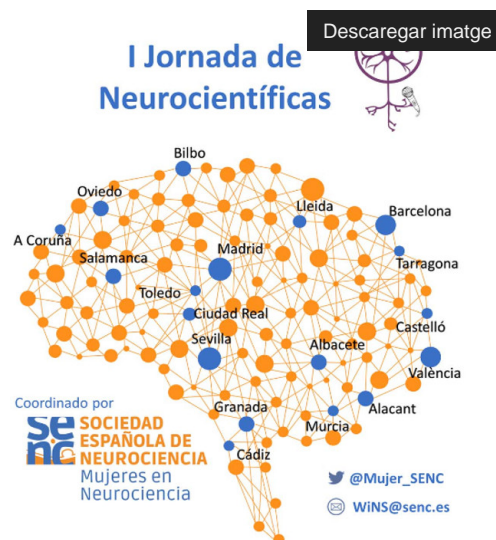 Descaregar imatge
I Jornada de
Neurocientíficas
Bilbo
Oviedo
Lleida
Barcelona
A Coruña
Salamanca
Madrid
Tarragona
Toledo
Ciudad Real
Castelló
Sevilla
Albacete
València
Granada
Alacant
Murcia
Cádiz
Coordinado por
senc
SOCIEDAD
ESPAÑOLA DE
NEUROCIENCIA
Mujeres en
Neurociencia
@Mujer_SENC
WiNS@senc.es